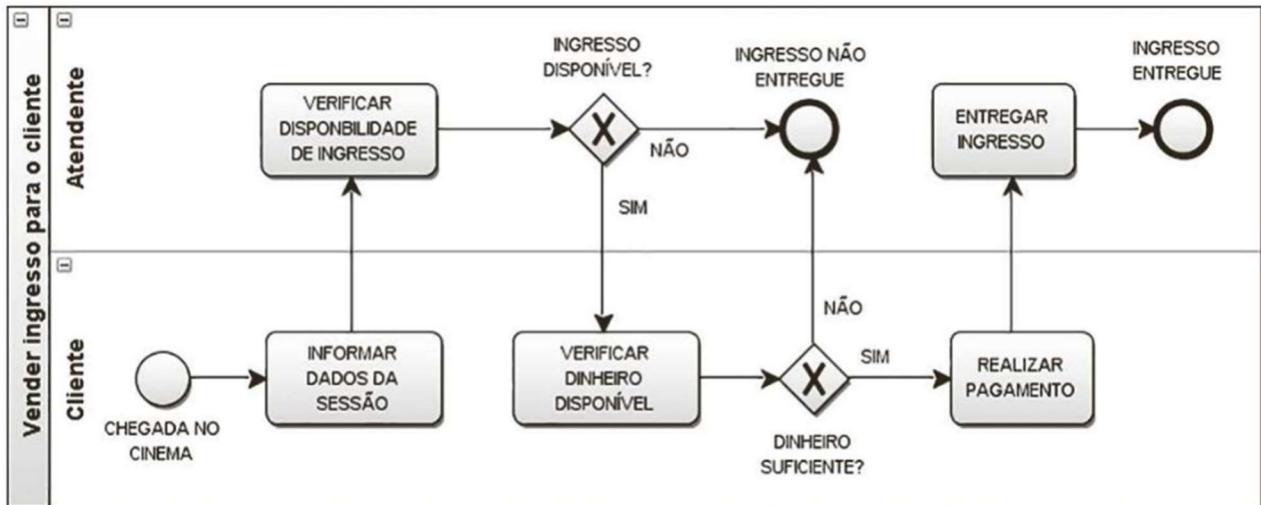 Vender ingresso para o cliente
Atendente
VERIFICAR
DISPONBILIDADE
DE INGRESSO
INGRESSO
DISPONÍVEL?
NÃO
SIM
INGRESSO NÃO
ENTREGUE
ENTREGAR
INGRESSO
INGRESSO
ENTREGUE
Cliente
CHEGADA NO
CINEMA
INFORMAR
DADOS DA
SESSÃO
VERIFICAR
DINHEIRO
DISPONÍVEL
NÃO
SIM
DINHEIRO
SUFICIENTE?
REALIZAR
PAGAMENTO